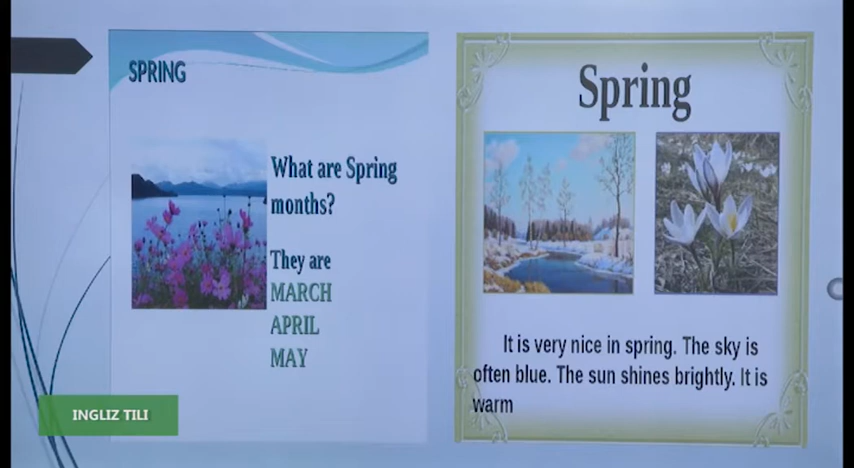 SPRING
What are Spring
months?
They are
MARCH
APRIL
MAY
Spring
It is very nice in spring. The sky is
often blue. The sun shines brightly. It is
warm
INGLIZ TILI